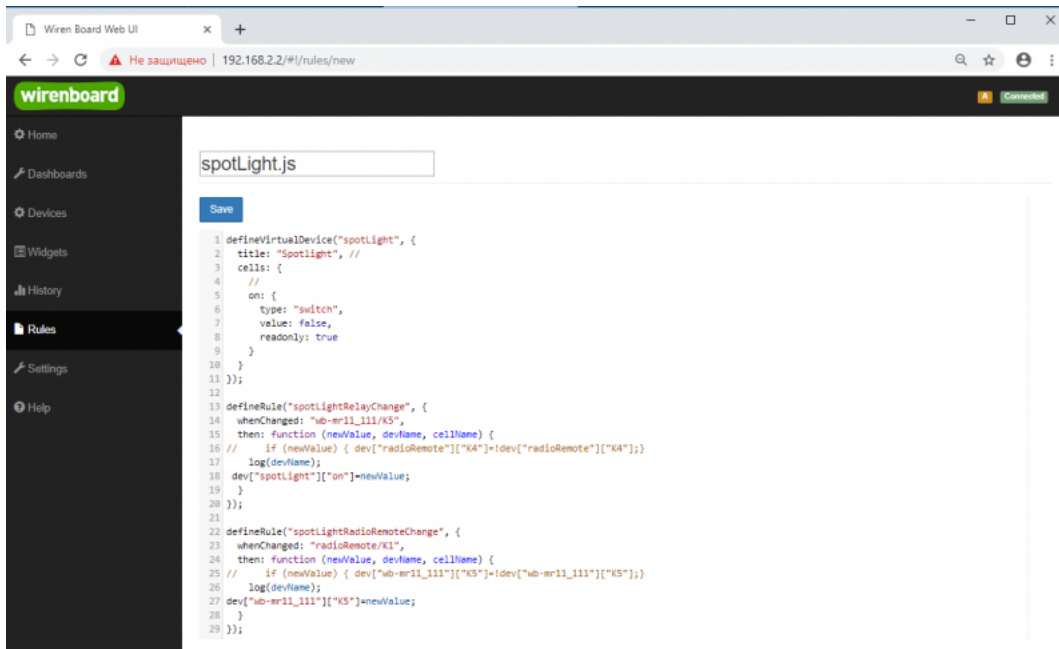 Wiren Board Web UI
Не защищено | 192.168.2.2/#!/rules/new
wirenboard
A Connected
Home
Dashboards
Devices
Widgets
History
Rules
Settings
Help
spotLight.js
Save
1 defineVirtualDevice("spotLight", {
2 title: "Spotlight", //
3 cells: {
4 //
5 on: {
6 type: "switch",
7 value: false,
8 readonly: true
9 }
10 }
11 });
12
13 defineRule("spotLightRelayChange", {
14 whenChanged: "wb-mr11_111/K5",
15 then: function (newValue, devName, cellName) {
16 // if (newValue) { dev["radioRemote"]["K4"]=!dev["radioRemote"]["K4"];}
17 log(devName);
18 dev["spotLight"]["on"]=newValue;
19 }
20 });
21
22 defineRule("spotLightRadioRemoteChange", {
23 whenChanged: "radioRemote/K1",
24 then: function (newValue, devName, cellName) {
25 // if (newValue) { dev["wb-mr11_111"]["K5"]=!dev["wb-mr11_111"]["K5"];}
26 log(devName);
27 dev["wb-mr11_111"]["K5"]=newValue;
28 }
29 });